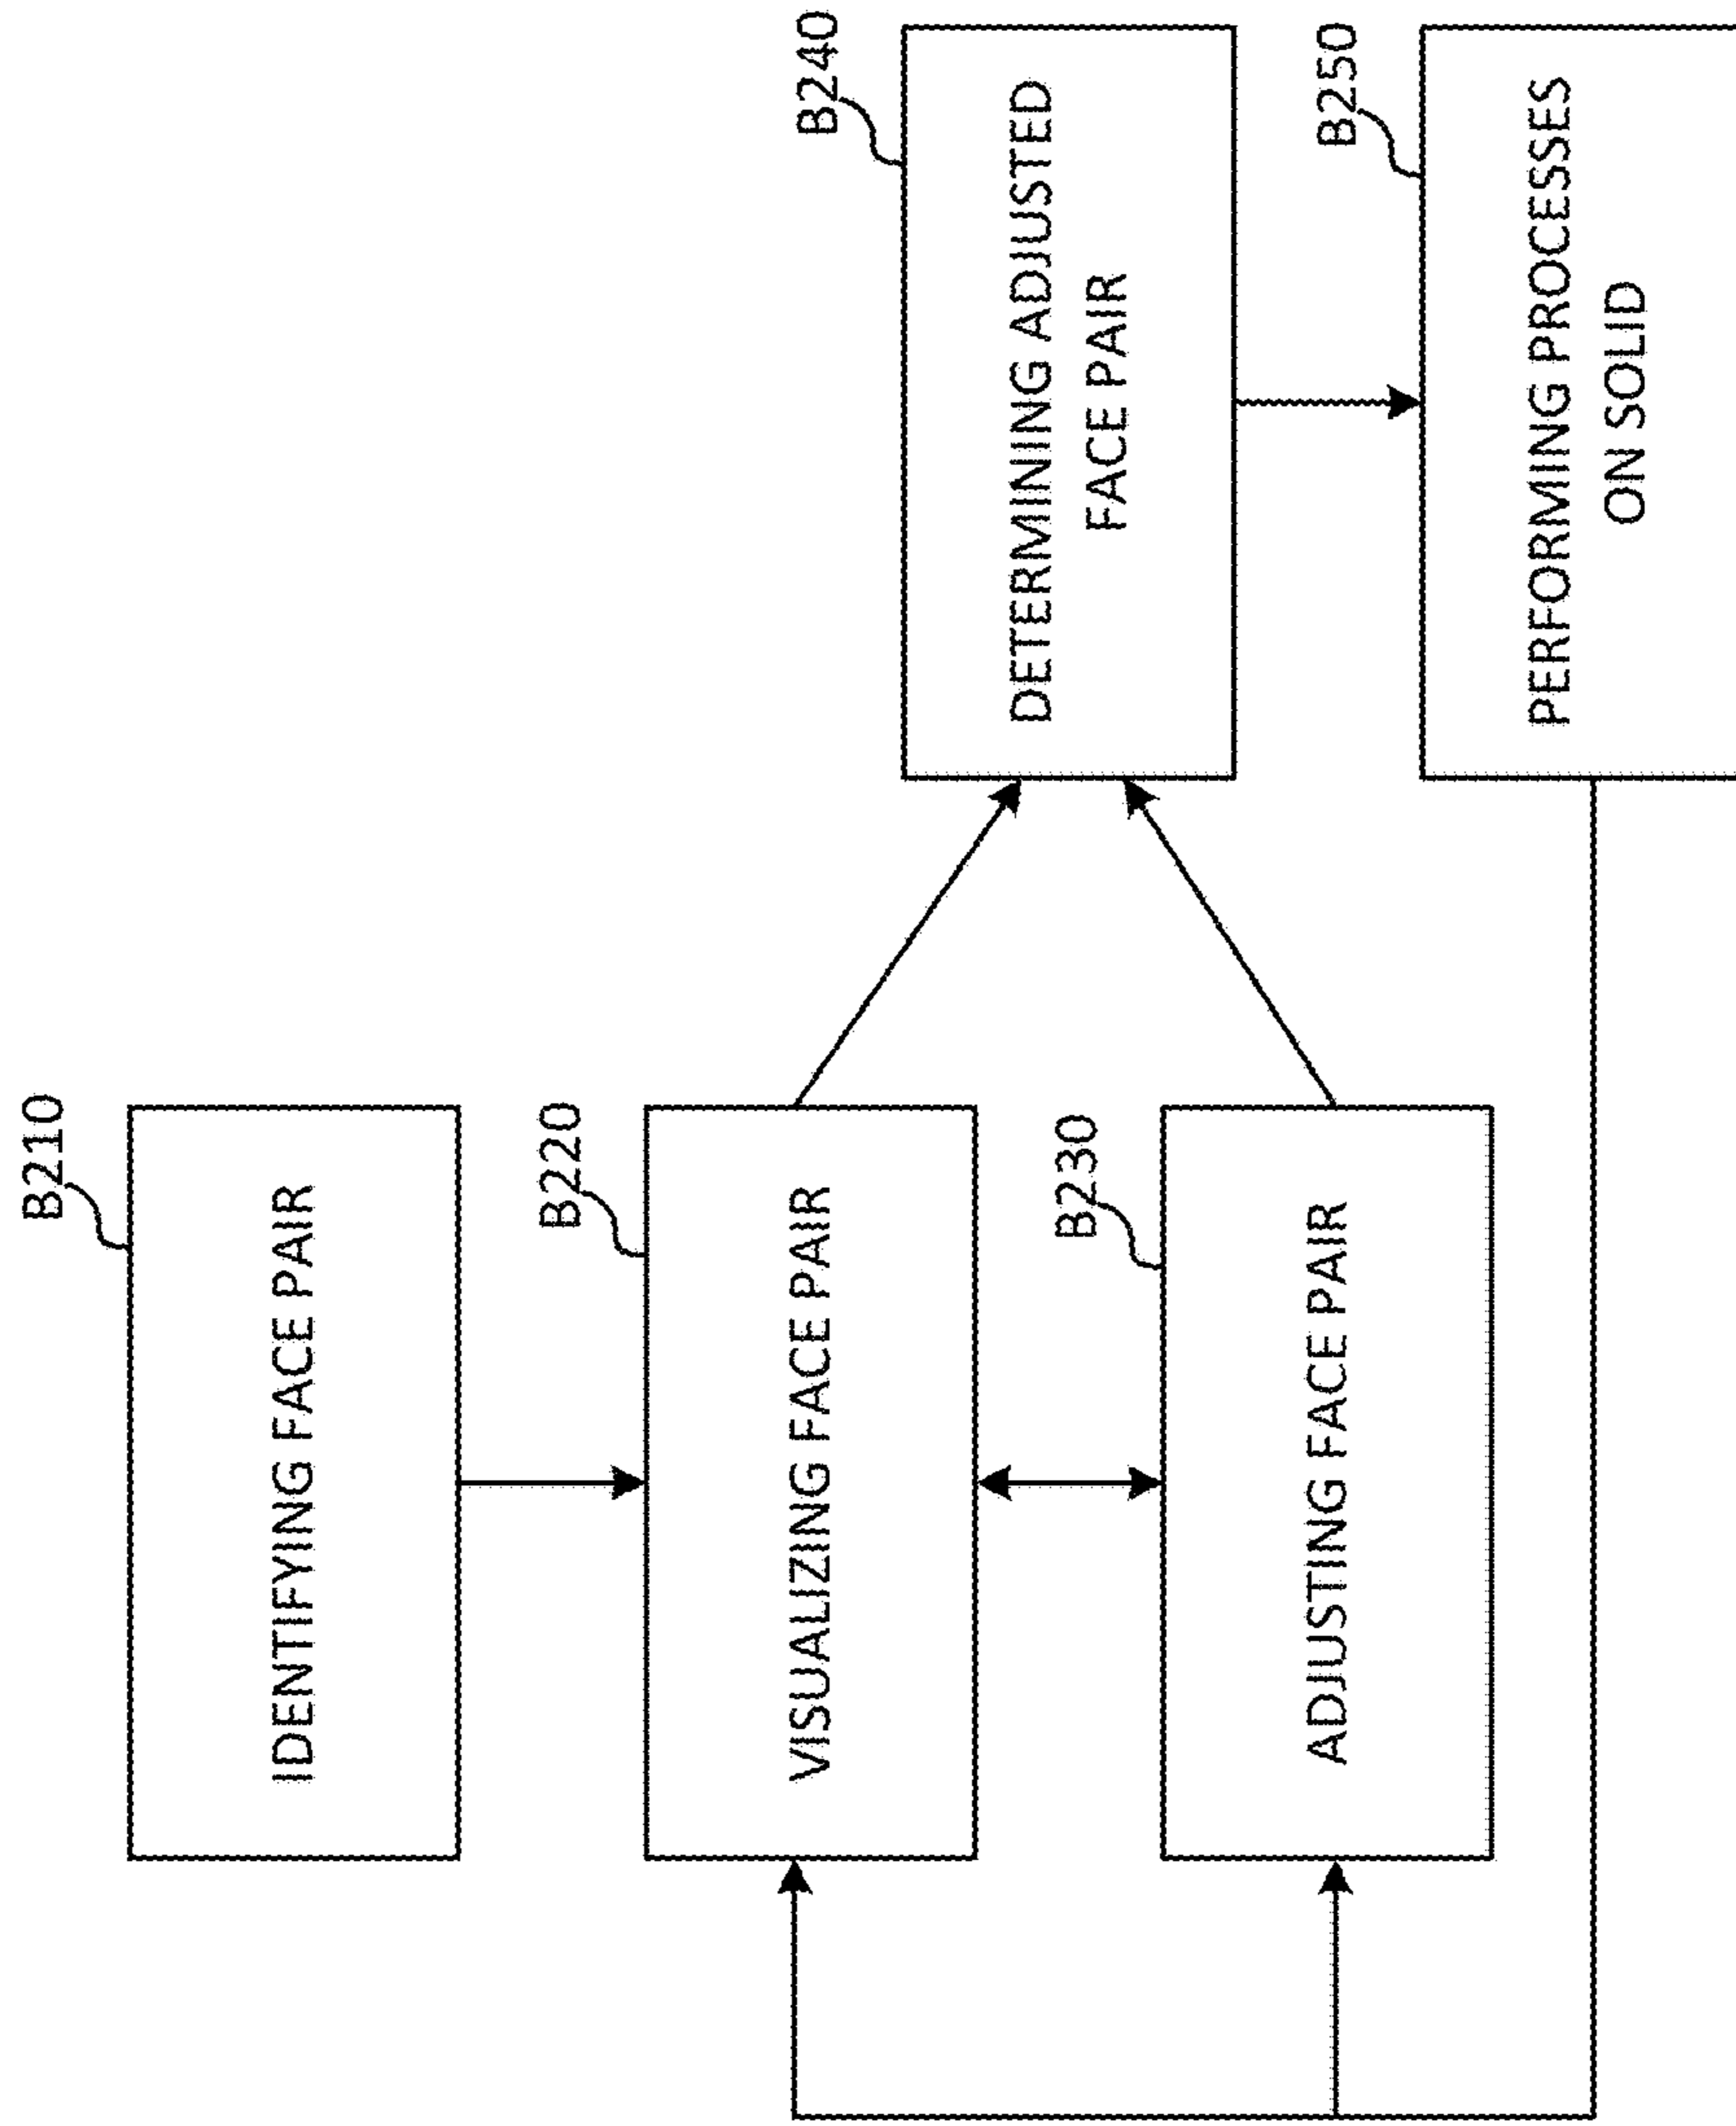 B210
IDENTIFYING FACE PAIR
B220
VISUALIZING FACE PAIR
B230
ADJUSTING FACE PAIR
B240
DETERMINING ADJUSTED
FACE PAIR
B250
PERFORMING PROCESSES
ON SOLID